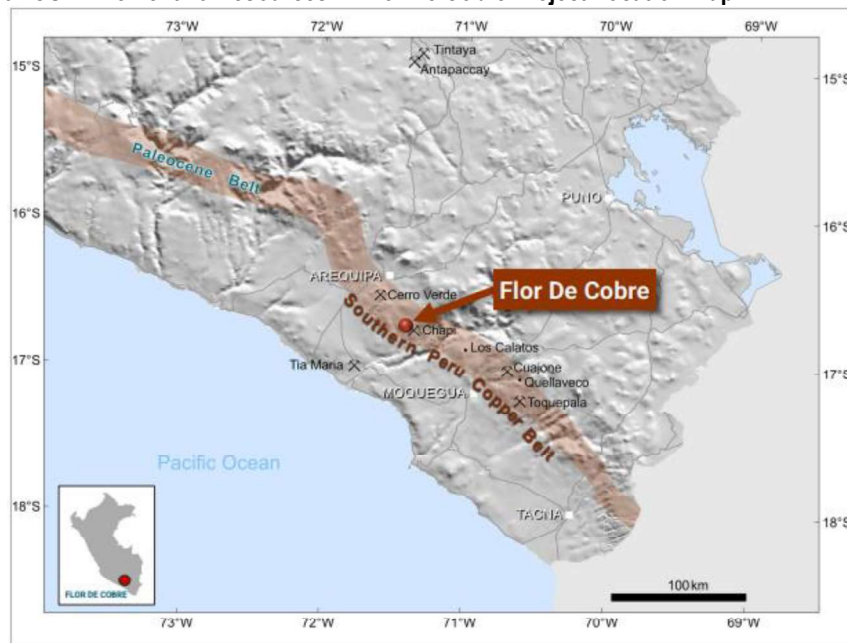 73°W
72°W
71°W
70°W
69°W
Tintaya
15°S
15°S
Antapaccay
Paleocene Belt
PUNO
16°S
16°S
AREQUIPA
Flor De Cobre
Cerro Verde
Chapi
Southern Peru Copper Belt
Los Calatos
17°S
17°S
Tia Maria
Cuajone
Quellaveco
MOQUEGUA
Toquepala
Pacific Ocean
18°S
18°S
TACNA
FLOR DE COBRE
100 km
73°W
72°W
71°W
70°W
69°W